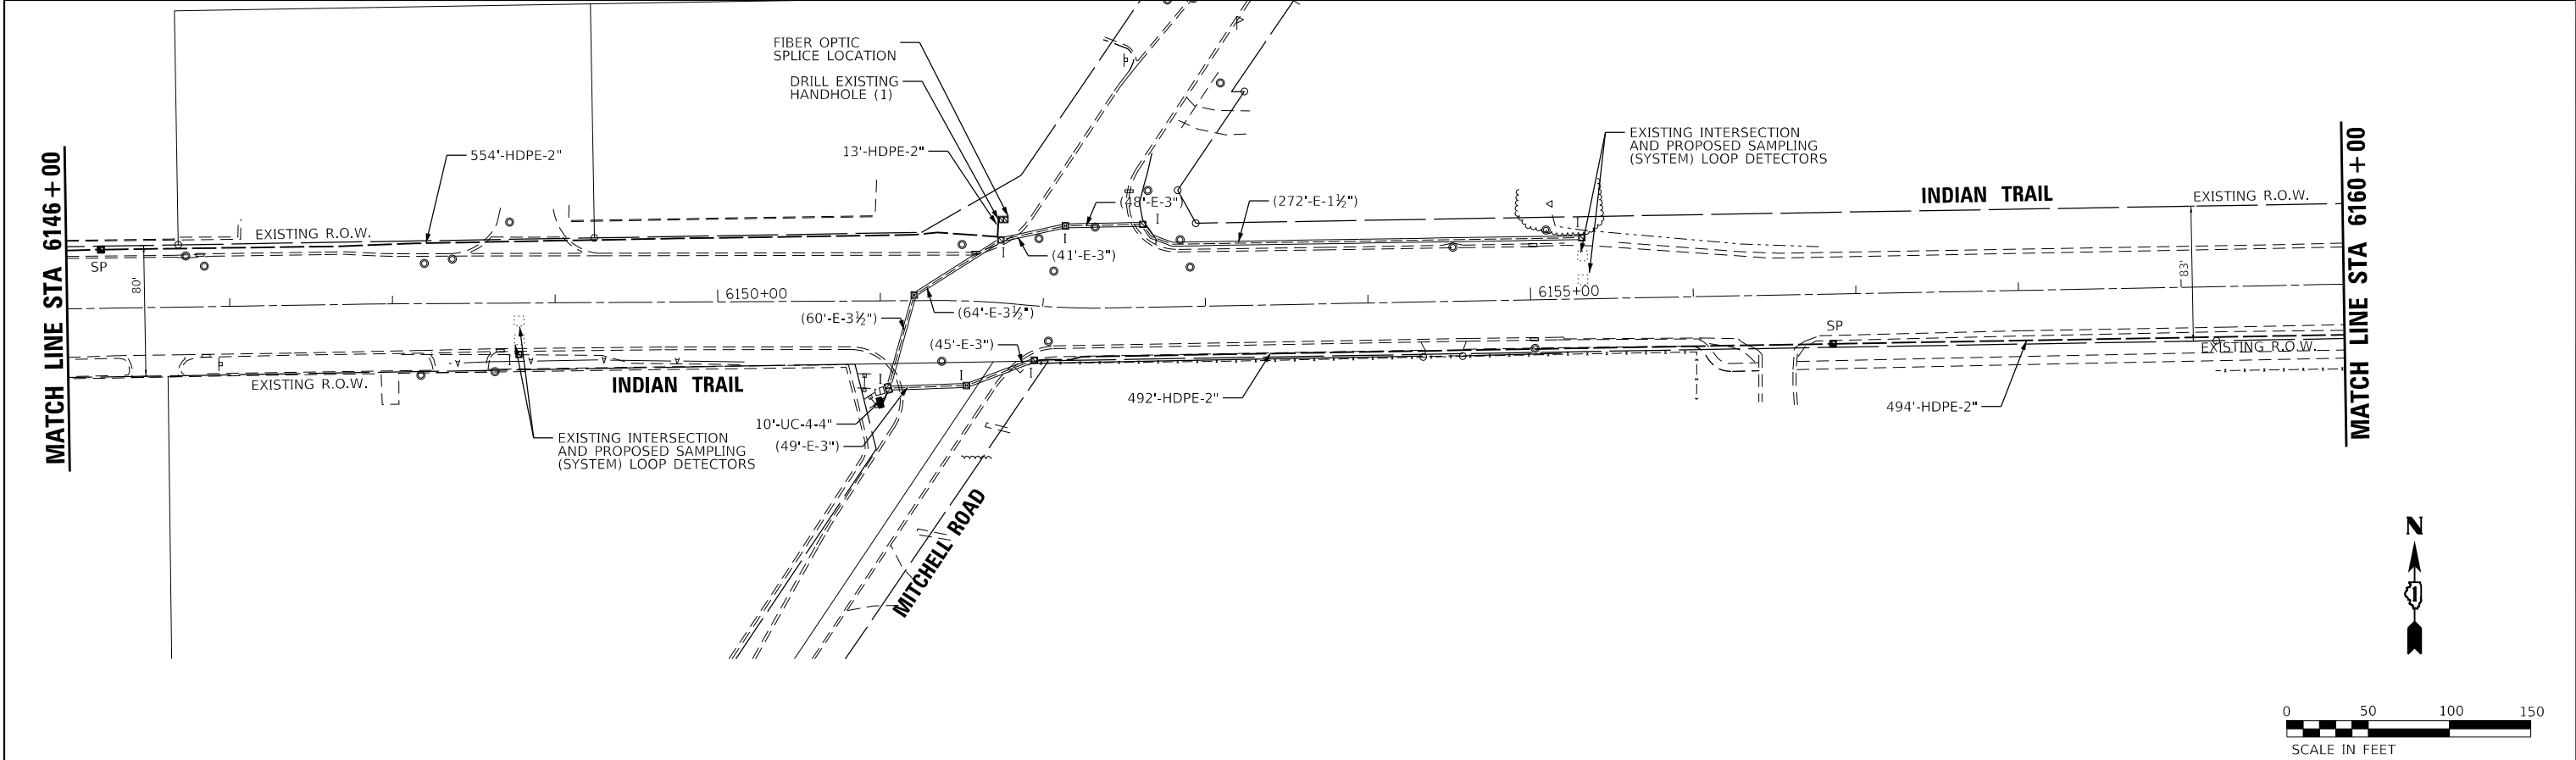 FIBER OPTIC
SPLICE LOCATION
DRILL EXISTING
HANDHOLE (1)
13'-HDPE-2"
554'-HDPE-2"
(48'-E-3")
(272'-E-1½")
EXISTING INTERSECTION
AND PROPOSED SAMPLING
(SYSTEM) LOOP DETECTORS
INDIAN TRAIL
EXISTING R.O.W.
MATCH LINE STA 6146+00
MATCH LINE STA 6160+00
EXISTING R.O.W.
SP
80'
I
I
I
(41'-E-3")
83'
6150+00
6155+00
(60'-E-3½")
(64'-E-3½")
(45'-E-3")
SP
EXISTING R.O.W.
EXISTING R.O.W.
INDIAN TRAIL
I
I
I
492'-HDPE-2"
494'-HDPE-2"
10'-UC-4-4"
(49'-E-3")
EXISTING INTERSECTION
AND PROPOSED SAMPLING
(SYSTEM) LOOP DETECTORS
MITCHELL ROAD
N
1
0 50 100 150
SCALE IN FEET